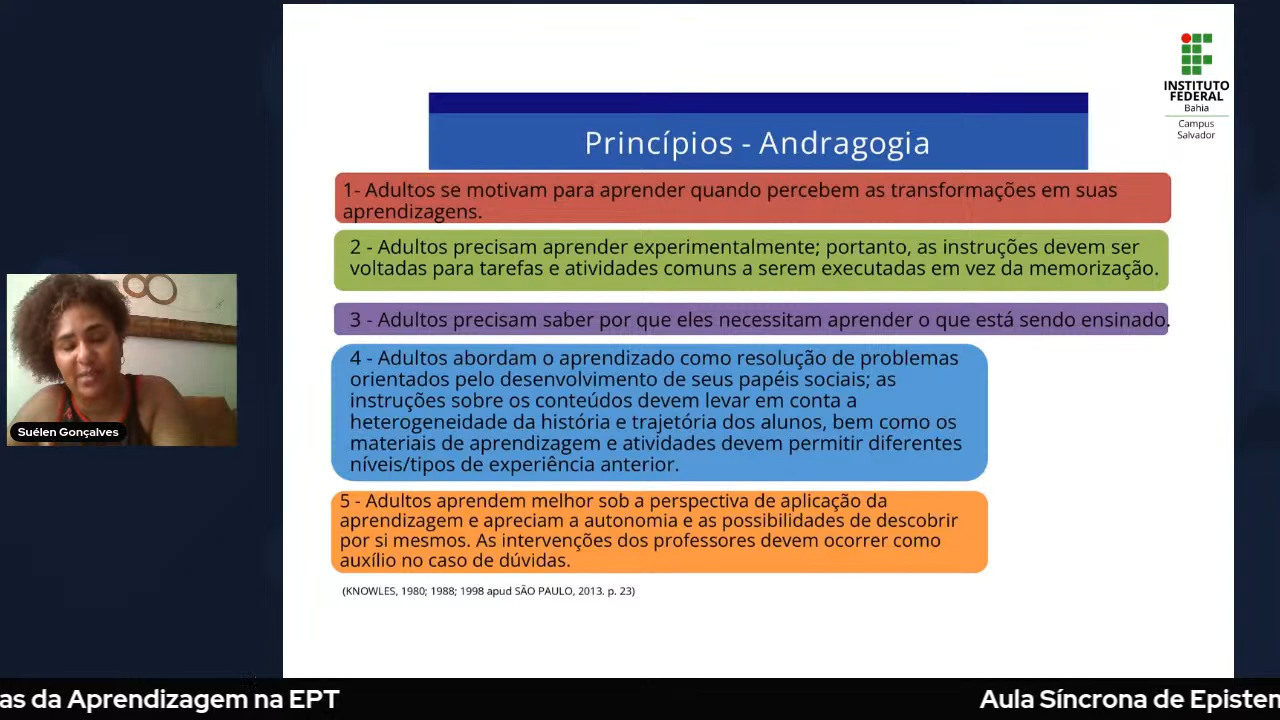 INSTITUTO
FEDERAL
Bahia
Campus
Salvador
Princípios - Andragogia
1- Adultos se motivam para aprender quando percebem as transformações em suas
aprendizagens.
2 - Adultos precisam aprender experimentalmente; portanto, as instruções devem ser
voltadas para tarefas e atividades comuns a serem executadas em vez da memorização.
3 - Adultos precisam saber por que eles necessitam aprender o que está sendo ensinado.
4 - Adultos abordam o aprendizado como resolução de problemas
orientados pelo desenvolvimento de seus papéis sociais; as
instruções sobre os conteúdos devem levar em conta a
heterogeneidade da história e trajetória dos alunos, bem como os
materiais de aprendizagem e atividades devem permitir diferentes
níveis/tipos de experiência anterior.
5 - Adultos aprendem melhor sob a perspectiva de aplicação da
aprendizagem e apreciam a autonomia e as possibilidades de descobrir
por si mesmos. As intervenções dos professores devem ocorrer como
auxílio no caso de dúvidas.
(KNOWLES, 1980; 1988; 1998 apud SÃO PAULO, 2013. p. 23)
Suélen Gonçalves
as da Aprendizagem na EPT
Aula Síncrona de Episten